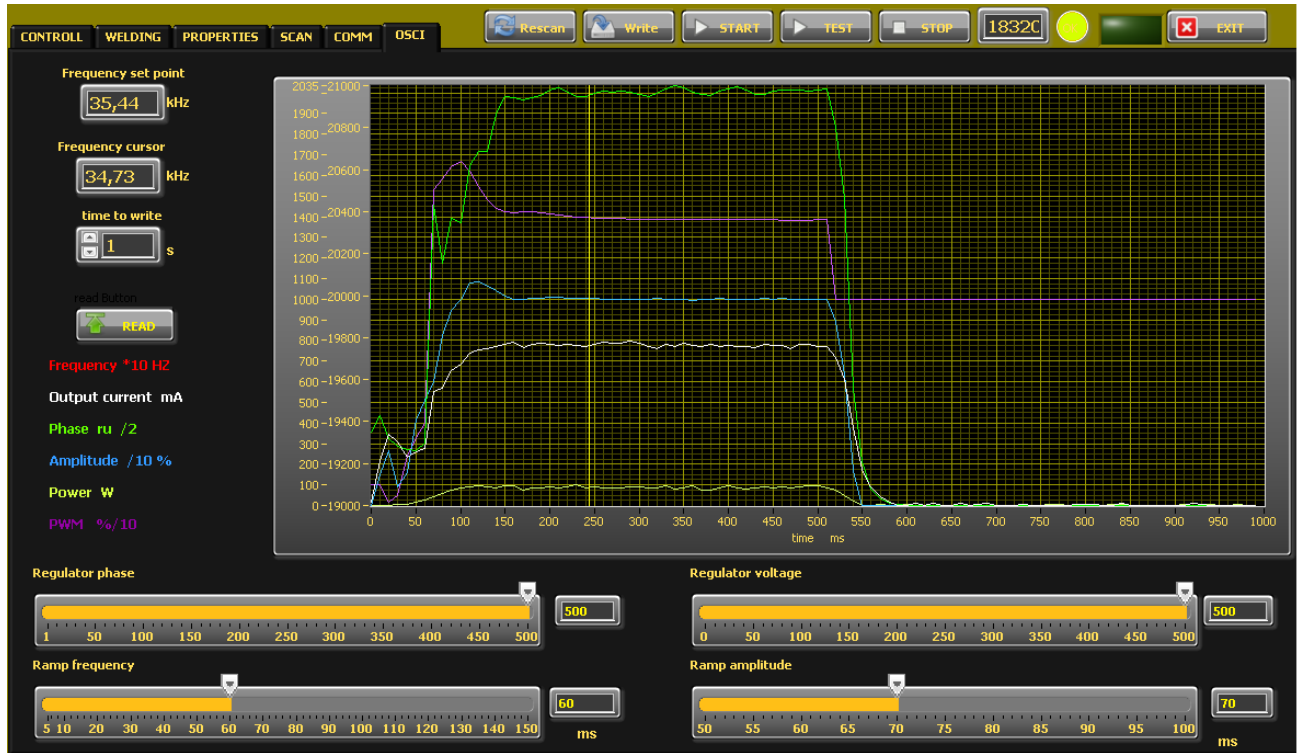 CONTROLL WELDING PROPERTIES SCAN COMM OSCI
Rescan Write START TEST STOP 18320 EXIT
Frequency set point
35,44 kHz
Frequency cursor
34,73 kHz
time to write
1 s
read Button
READ
Frequency *10 HZ
Output current mA
Phase ru /2
Amplitude /10 %
Power W
PWM %/10
2035 21000
1900
1800 20800
1700
1600 20600
1500
1400 20400
1300
1200 20200
1100
1000 20000
900
800 19800
700
600 19600
500
400 19400
300
200 19200
100
0 19000
0 50 100 150 200 250 300 350 400 450 500 550 600 650 700 750 800 850 900 950 1000
time ms
Regulator phase
500
1 50 100 150 200 250 300 350 400 450 500
Regulator voltage
500
0 50 100 150 200 250 300 350 400 450 500
Ramp frequency
60
5 10 20 30 40 50 60 70 80 90 100 110 120 130 140 150
ms
Ramp amplitude
70
50 55 60 65 70 75 80 85 90 95 100
ms